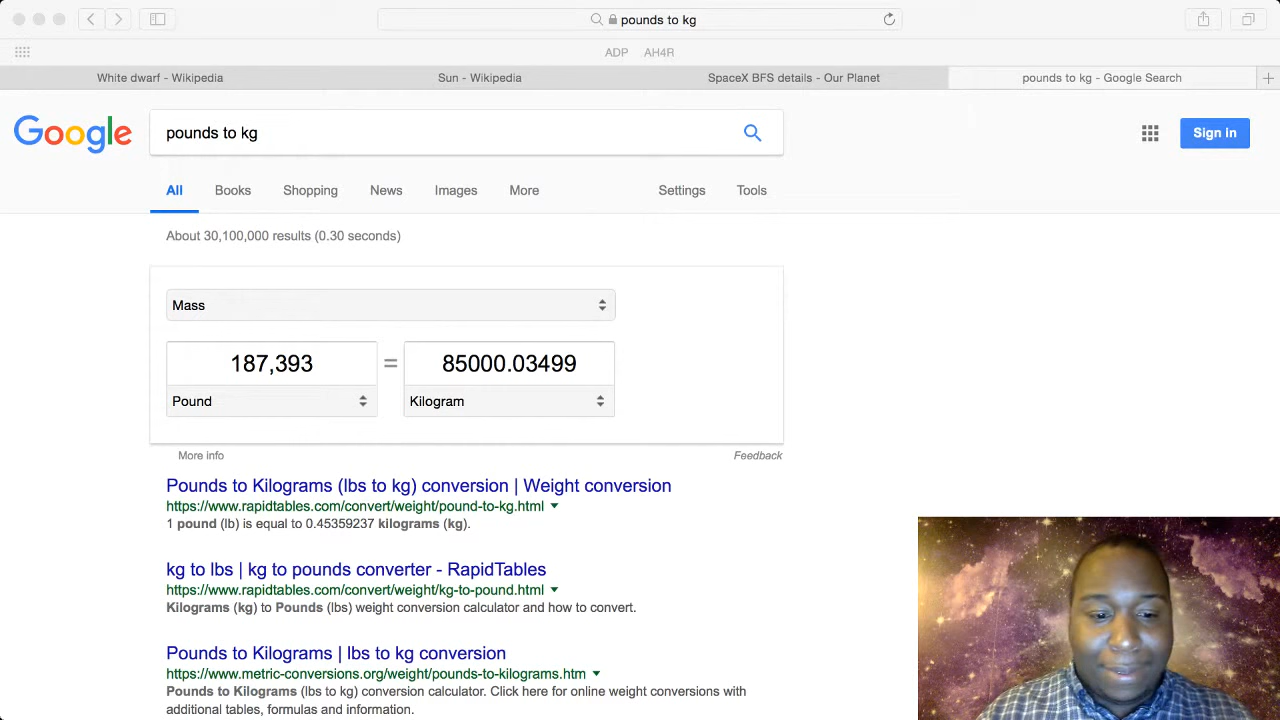 pounds to kg
ADP AH4R
White dwarf - Wikipedia Sun - Wikipedia SpaceX BFS details - Our Planet pounds to kg - Google Search
Google pounds to kg Sign in
All Books Shopping News Images More Settings Tools
About 30,100,000 results (0.30 seconds)
Mass
187,393 = 85000.03499
Pound Kilogram
More info Feedback
Pounds to Kilograms (lbs to kg) conversion | Weight conversion
https://www.rapidtables.com/convert/weight/pound-to-kg.html
1 pound (lb) is equal to 0.45359237 kilograms (kg).
kg to lbs | kg to pounds converter - RapidTables
https://www.rapidtables.com/convert/weight/kg-to-pound.html
Kilograms (kg) to Pounds (lbs) weight conversion calculator and how to convert.
Pounds to Kilograms | lbs to kg conversion
https://www.metric-conversions.org/weight/pounds-to-kilograms.htm
Pounds to Kilograms (lbs to kg) conversion calculator. Click here for online weight conversions with
additional tables, formulas and information.